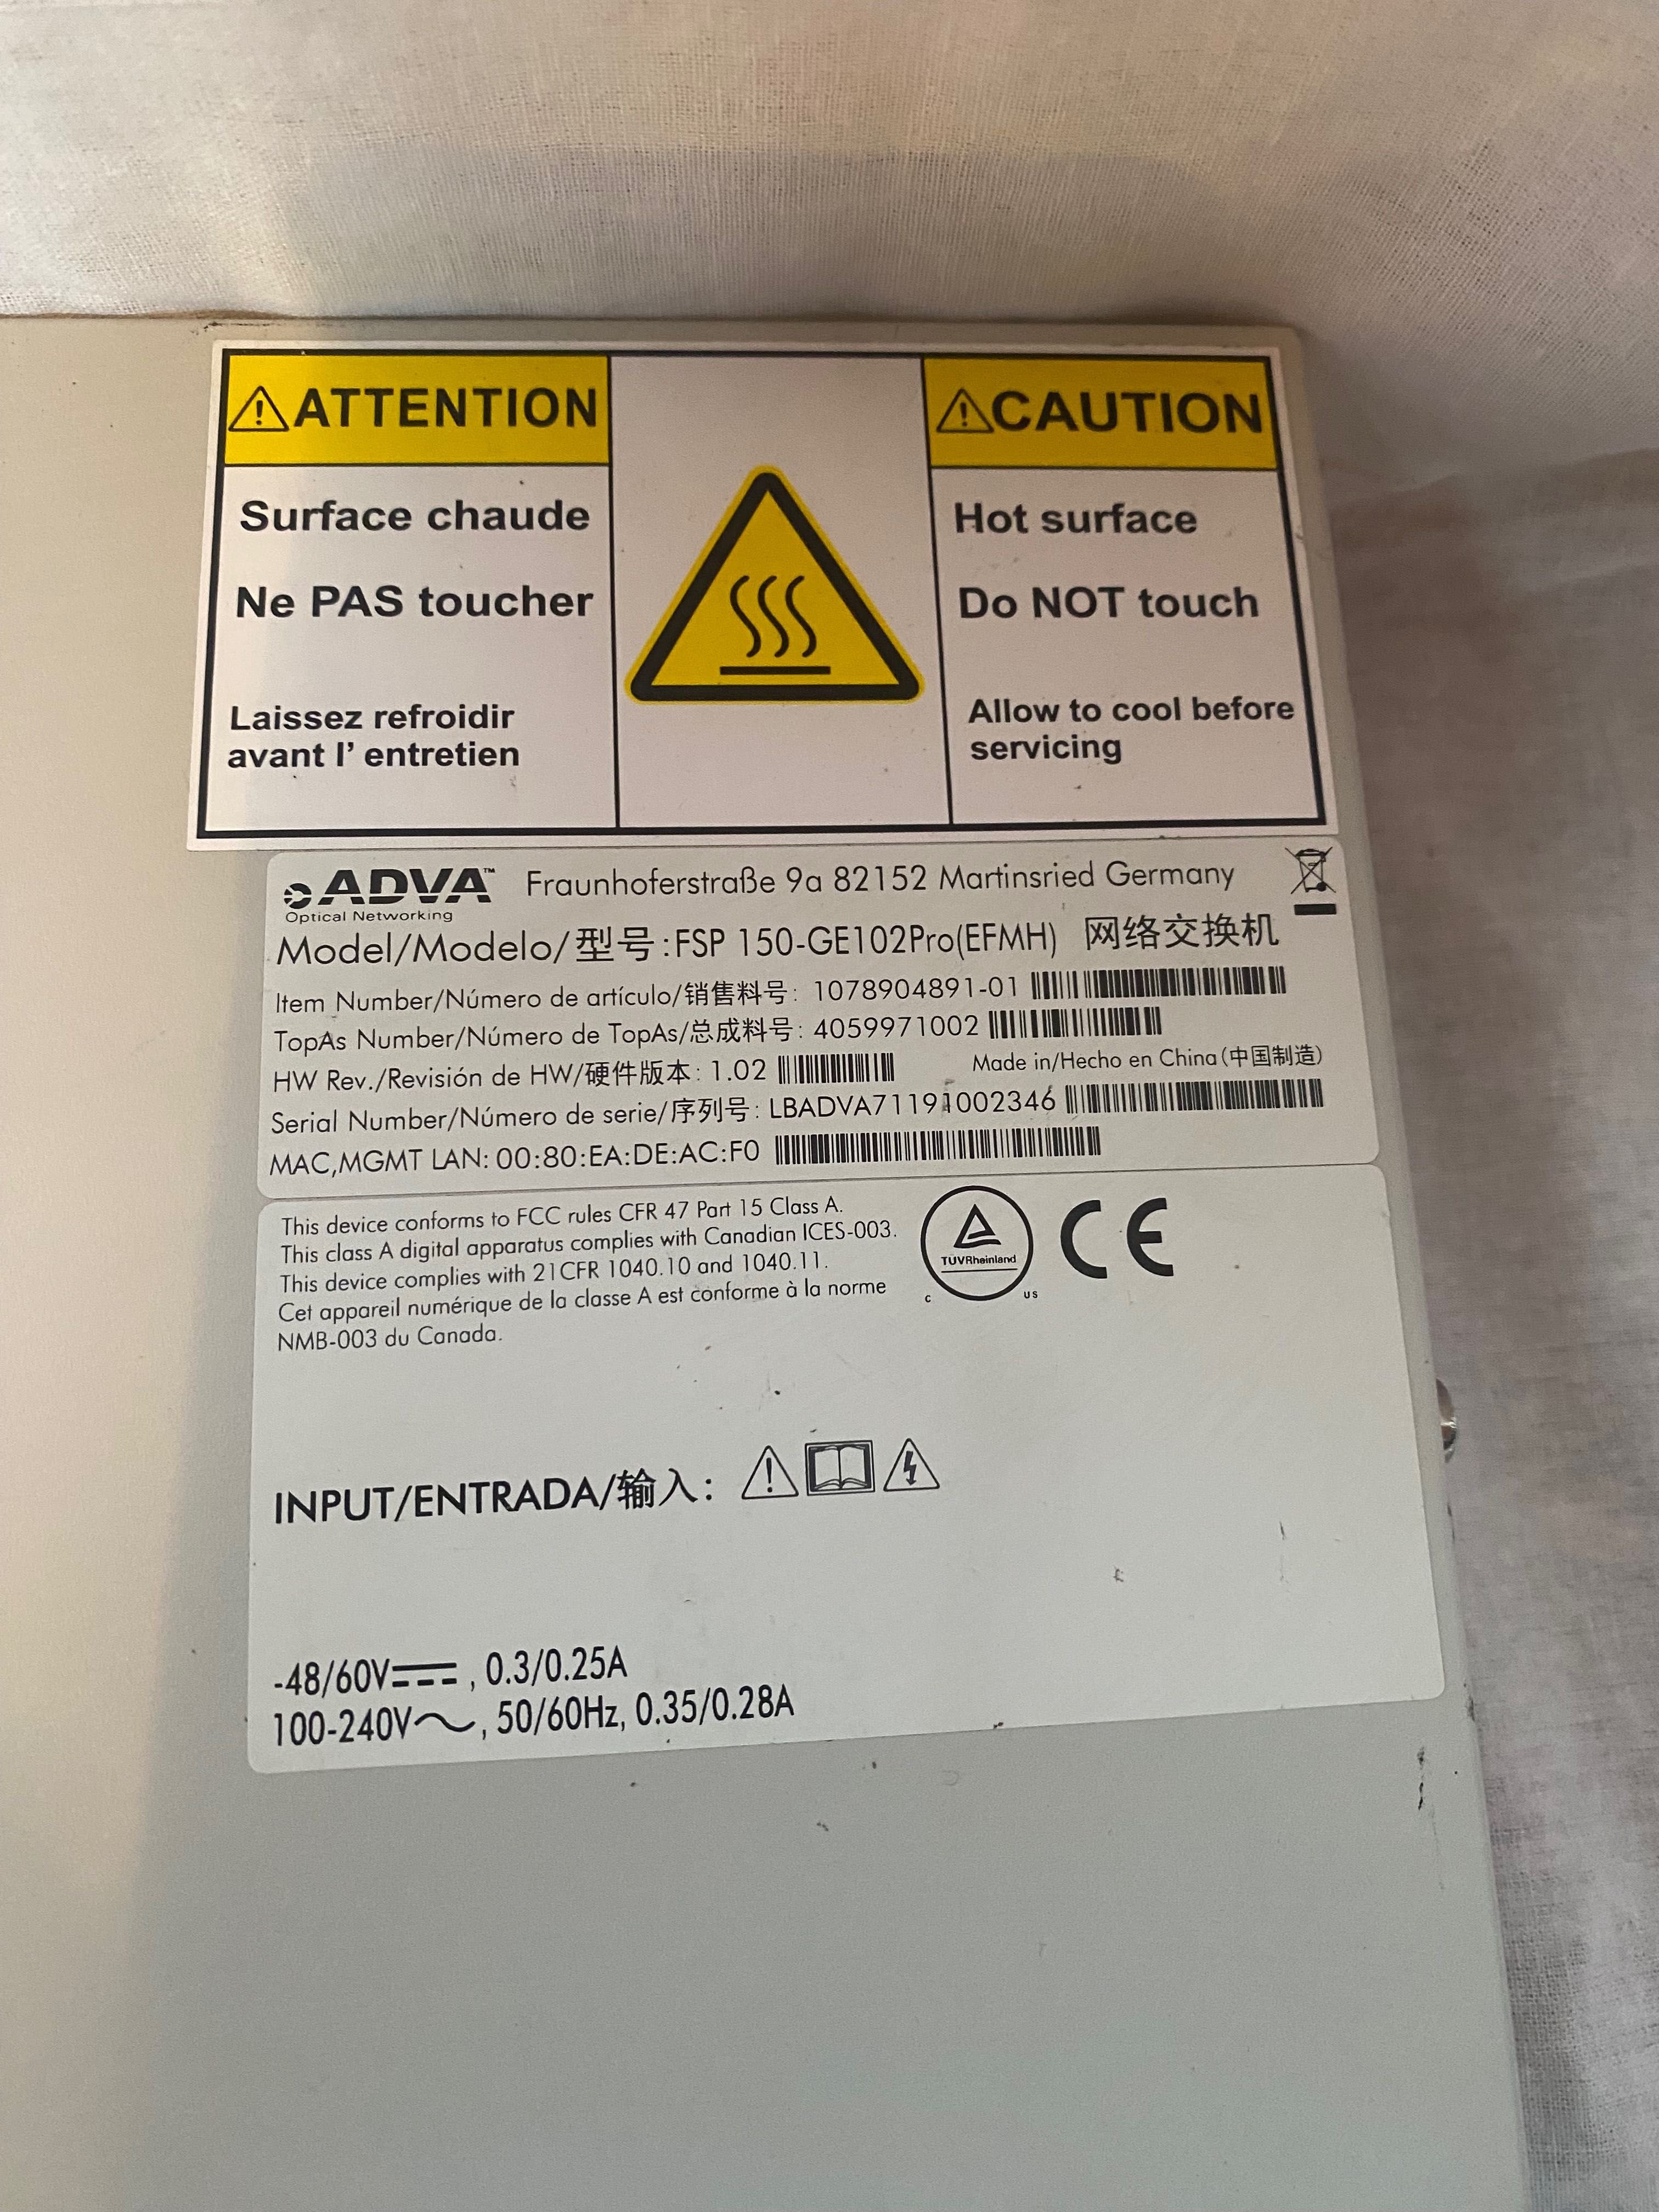 ATTENTION
Surface chaude
Ne PAS toucher
Laissez refroidir
avant l' entretien
CAUTION
Hot surface
Do NOT touch
Allow to cool before
servicing
ADVA™ Fraunhoferstraße 9a 82152 Martinsried Germany
Optical Networking
Model/Modelo/型号:FSP 150-GE102Pro(EFMH) 网络交换机
Item Number/Número de artículo/销售料号: 1078904891-01
TopAs Number/Número de TopAs/总成料号: 4059971002
HW Rev./Revisión de HW/硬件版本: 1.02 Made in/Hecho en China(中国制造)
Serial Number/Número de serie/序列号: LBADVA71191002346
MAC,MGMT LAN: 00:80:EA:DE:AC:F0
This device conforms to FCC rules CFR 47 Part 15 Class A.
This class A digital apparatus complies with Canadian ICES-003.
This device complies with 21CFR 1040.10 and 1040.11.
Cet appareil numérique de la classe A est conforme à la norme
NMB-003 du Canada.
TÜVRheinland
C US
CE
INPUT/ENTRADA/输入:
-48/60V⎓, 0.3/0.25A
100-240V～, 50/60Hz, 0.35/0.28A